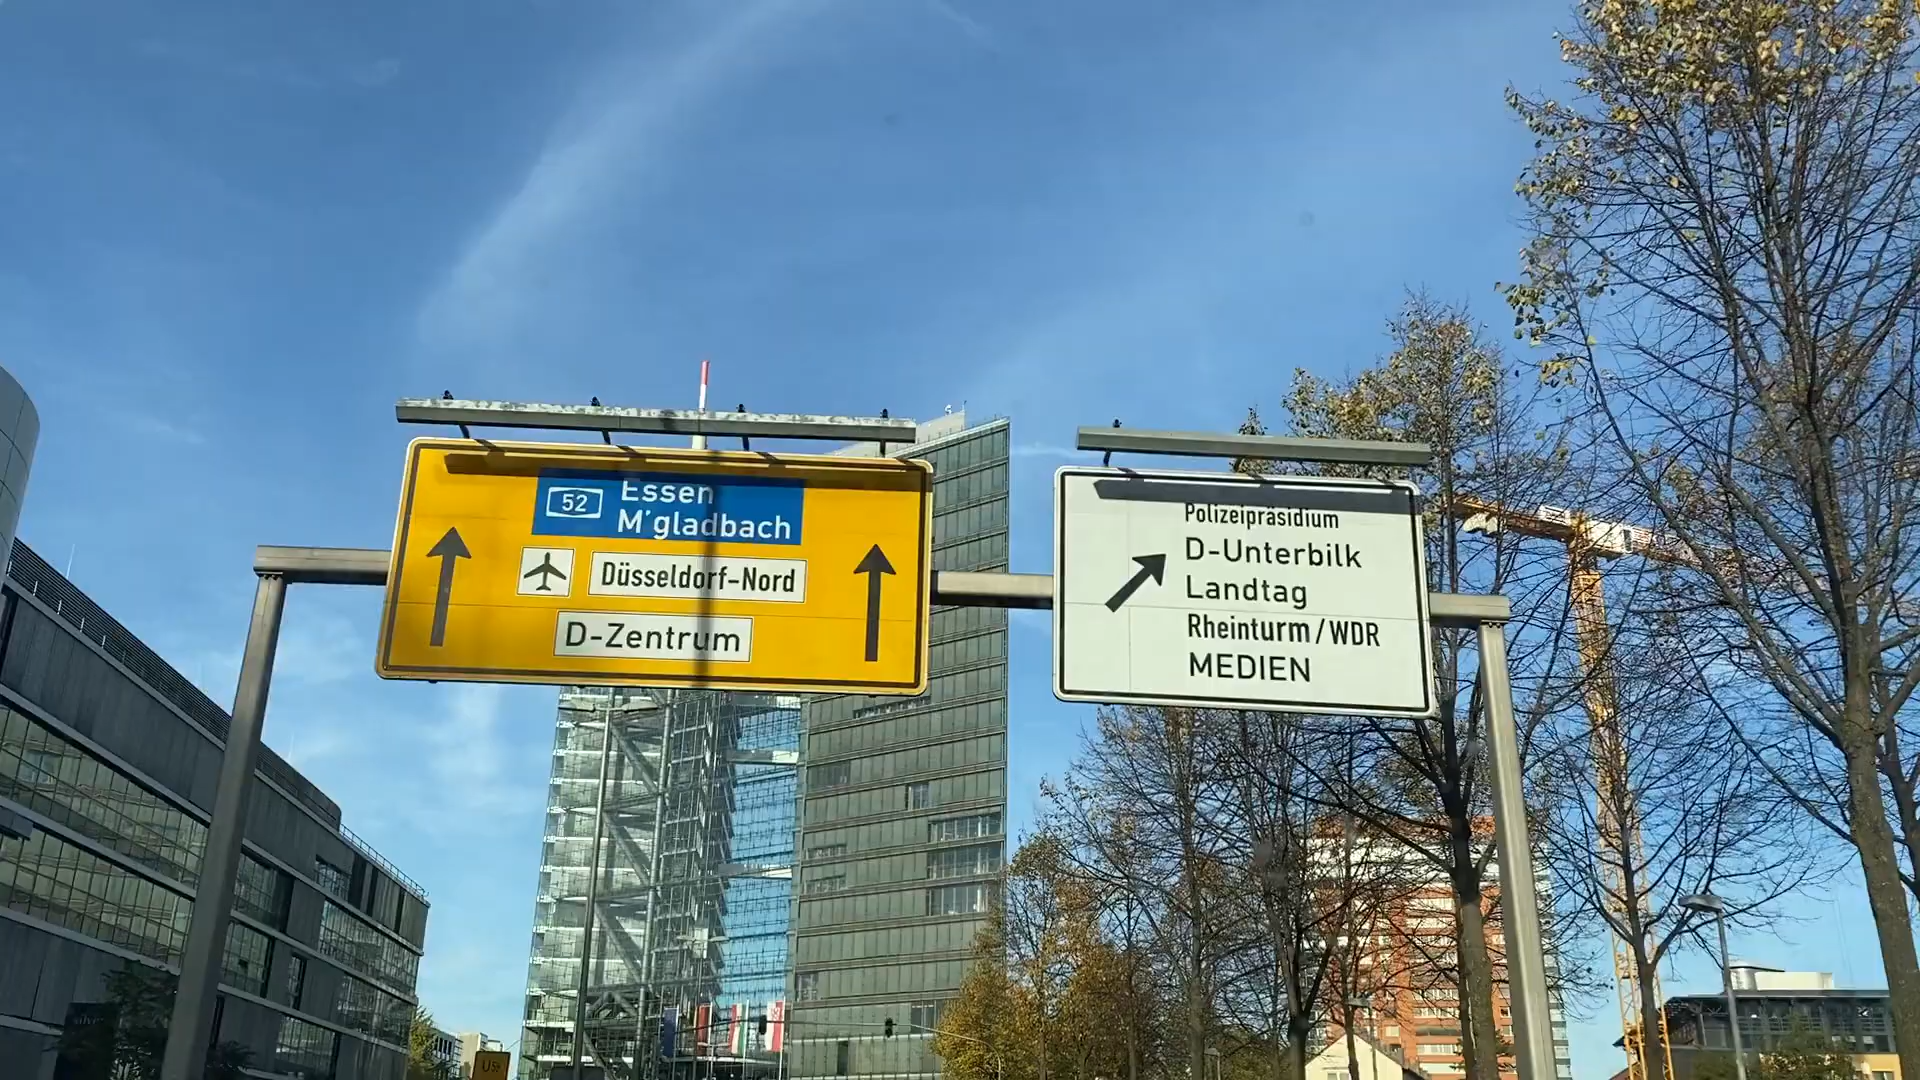 52
Essen
M'gladbach
Düsseldorf-Nord
D-Zentrum
Polizeipräsidium
D-Unterbilk
Landtag
Rheinturm/WDR
MEDIEN